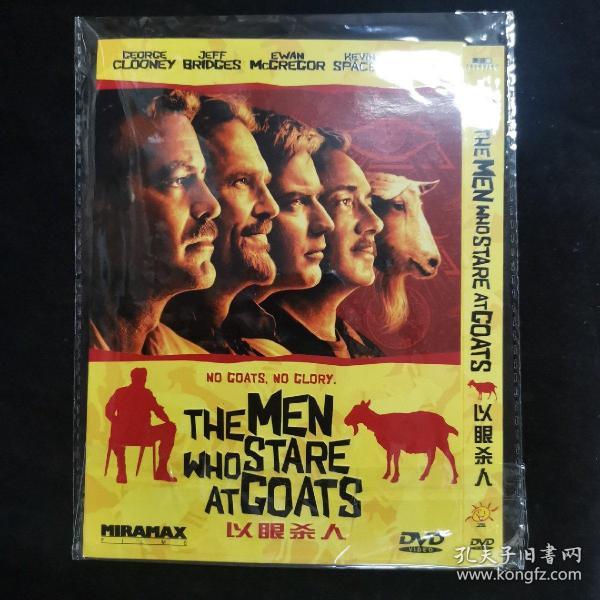 GEORGE CLOONEY
JEFF BRIDGES
EWAN McGREGOR
KEVIN
NO GOATS, NO GLORY.
THE MEN
WHO STARE
AT GOATS
以眼杀人
MIRAMAX
FILMS
DVD
VIDEO
THE MEN WHO STARE AT GOATS
以眼杀人
DVD
孔夫子旧书网
www.kongfz.com